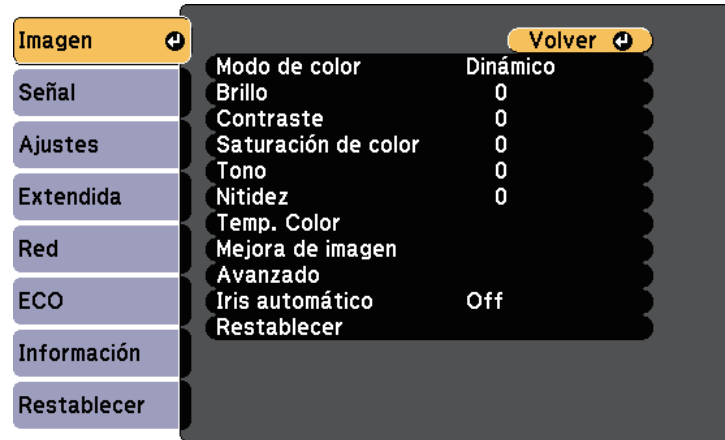 Imagen
Señal
Ajustes
Extendida
Red
ECO
Información
Restablecer
Volver
Modo de color Dinámico
Brillo 0
Contraste 0
Saturación de color 0
Tono 0
Nitidez 0
Temp. Color
Mejora de imagen
Avanzado
Iris automático Off
Restablecer